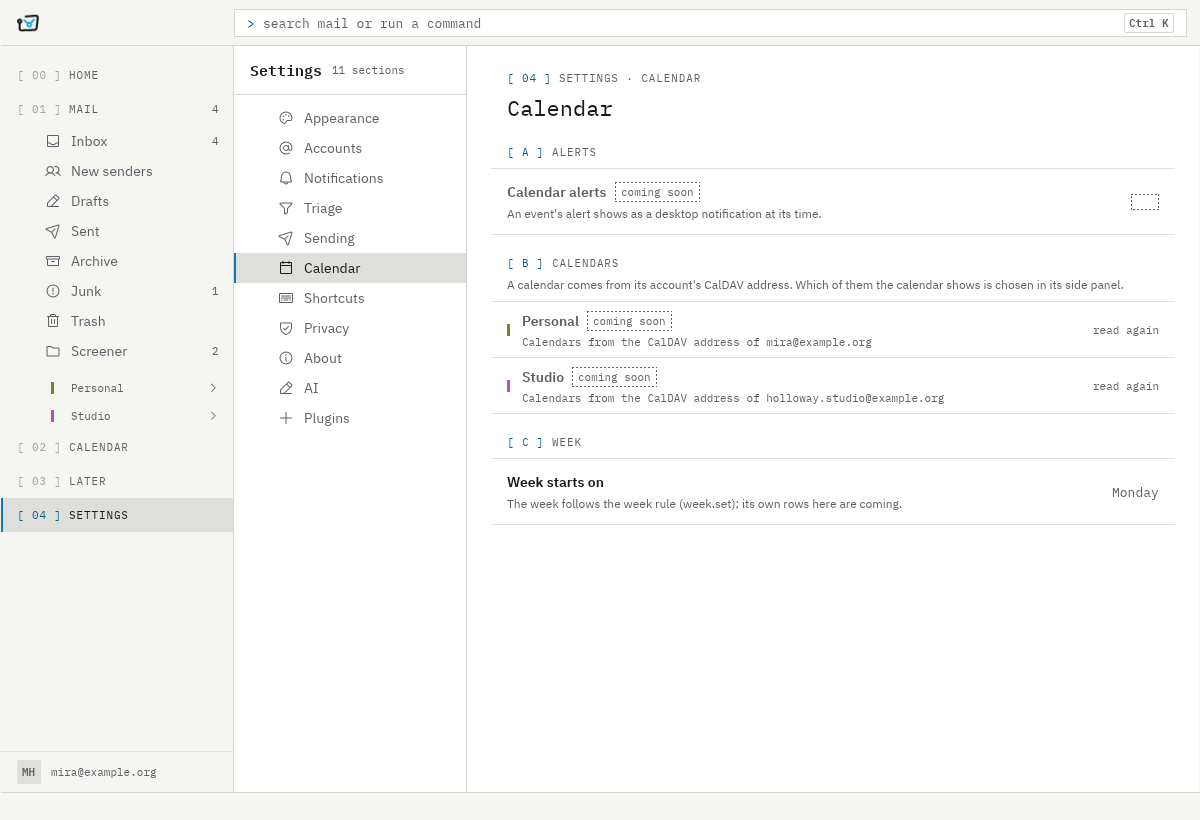 > search mail or run a command Ctrl K
[ 00 ] HOME
[ 01 ] MAIL 4
Inbox 4
New senders
Drafts
Sent
Archive
Junk 1
Trash
Screener 2
Personal
Studio
[ 02 ] CALENDAR
[ 03 ] LATER
[ 04 ] SETTINGS
MH mira@example.org
Settings 11 sections
Appearance
Accounts
Notifications
Triage
Sending
Calendar
Shortcuts
Privacy
About
AI
Plugins
[ 04 ] SETTINGS · CALENDAR
Calendar
[ A ] ALERTS
Calendar alerts coming soon
An event's alert shows as a desktop notification at its time.
[ B ] CALENDARS
A calendar comes from its account's CalDAV address. Which of them the calendar shows is chosen in its side panel.
Personal coming soon
Calendars from the CalDAV address of mira@example.org
read again
Studio coming soon
Calendars from the CalDAV address of holloway.studio@example.org
read again
[ C ] WEEK
Week starts on
The week follows the week rule (week.set); its own rows here are coming.
Monday